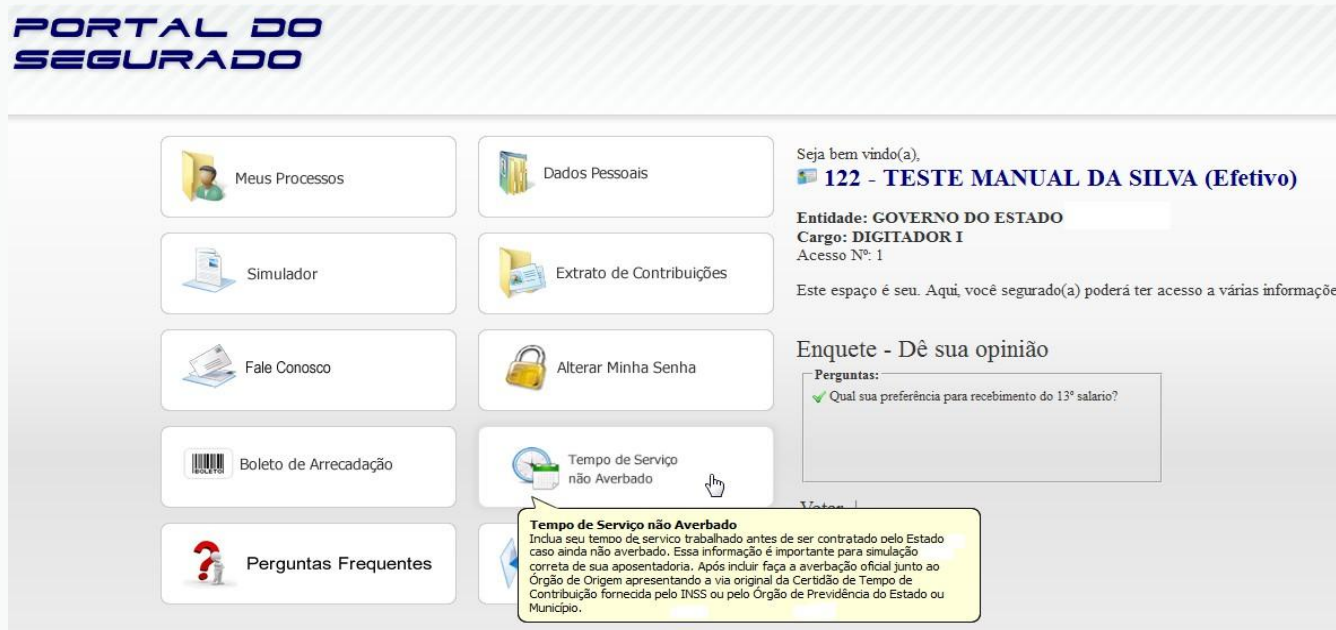 PORTAL DO
SEGURADO
Meus Processos
Dados Pessoais
Simulador
Extrato de Contribuições
Fale Conosco
Alterar Minha Senha
BOLETO
Boleto de Arrecadação
Tempo de Serviço
não Averbado
Perguntas Frequentes
Tempo de Serviço não Averbado
Inclua seu tempo de servico trabalhado antes de ser contratado pelo Estado
caso ainda não averbado. Essa informação é importante para simulação
correta de sua aposentadoria. Após incluir faça a averbação oficial junto ao
Órgão de Origem apresentando a via original da Certidão de Tempo de
Contribuição fornecida pelo INSS ou pelo Órgão de Previdência do Estado ou
Município.
Seja bem vindo(a),
122 - TESTE MANUAL DA SILVA (Efetivo)
Entidade: GOVERNO DO ESTADO
Cargo: DIGITADOR I
Acesso Nº: 1
Este espaço é seu. Aqui, você segurado(a) poderá ter acesso a várias informaçõe
Enquete - Dê sua opinião
Perguntas:
Qual sua preferência para recebimento do 13º salario?